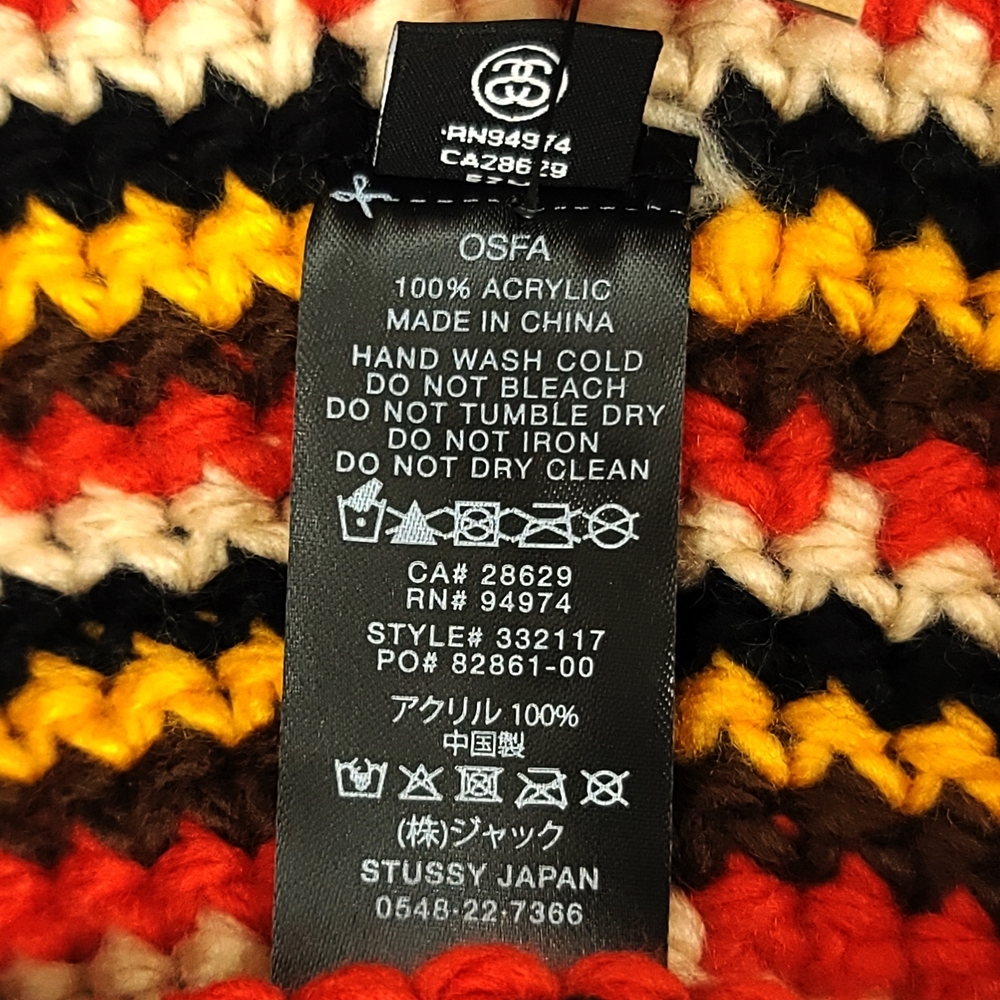 RN94974
CA28629
OSFA
100% ACRYLIC
MADE IN CHINA
HAND WASH COLD
DO NOT BLEACH
DO NOT TUMBLE DRY
DO NOT IRON
DO NOT DRY CLEAN
CA# 28629
RN# 94974
STYLE# 332117
PO# 82861-00
アクリル 100%
中国製
(株)ジャック
STUSSY JAPAN
0548-22-7366